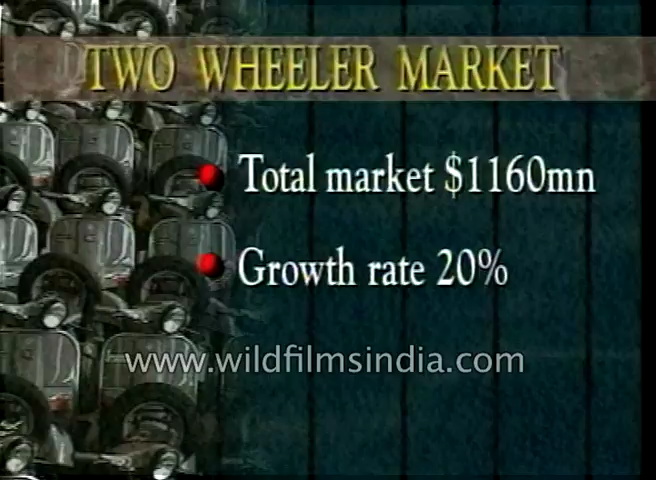 TWO WHEELER MARKET
Total market $1160mn
Growth rate 20%
www.wildfilmsindia.com